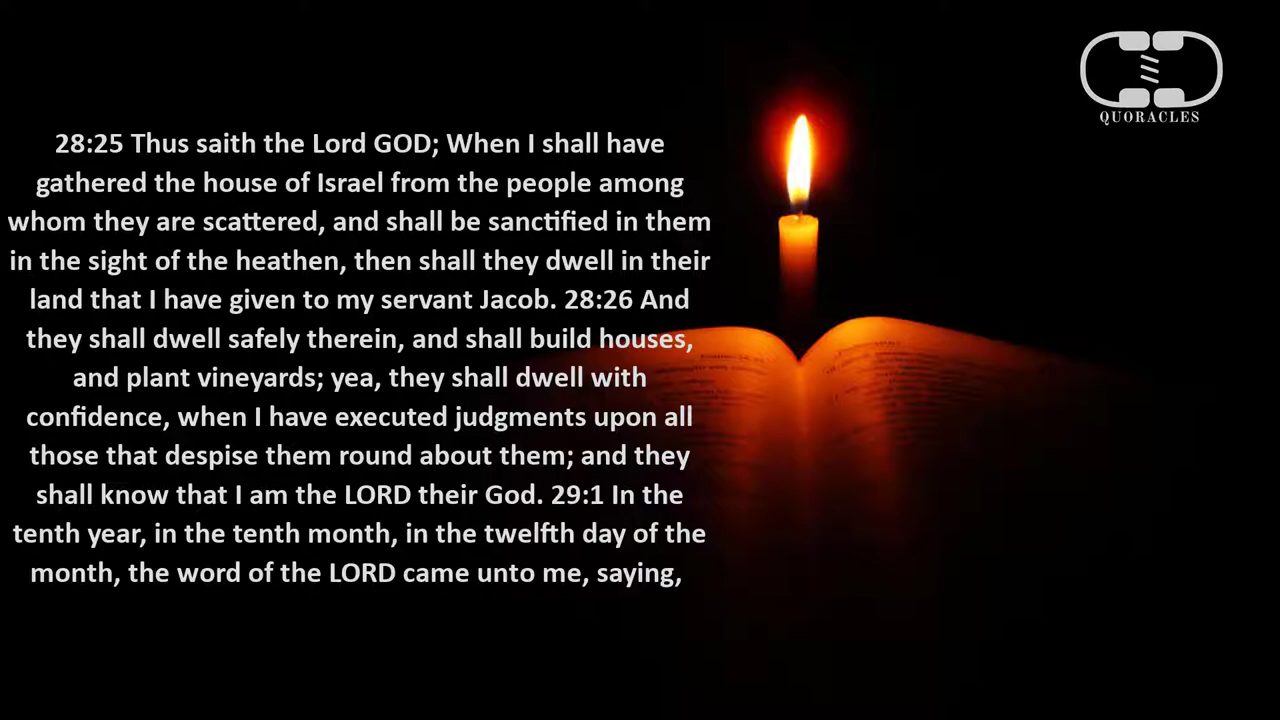 QUORACLES
28:25 Thus saith the Lord GOD; When I shall have
gathered the house of Israel from the people among
whom they are scattered, and shall be sanctified in them
in the sight of the heathen, then shall they dwell in their
land that I have given to my servant Jacob. 28:26 And
they shall dwell safely therein, and shall build houses,
and plant vineyards; yea, they shall dwell with
confidence, when I have executed judgments upon all
those that despise them round about them; and they
shall know that I am the LORD their God. 29:1 In the
tenth year, in the tenth month, in the twelfth day of the
month, the word of the LORD came unto me, saying,